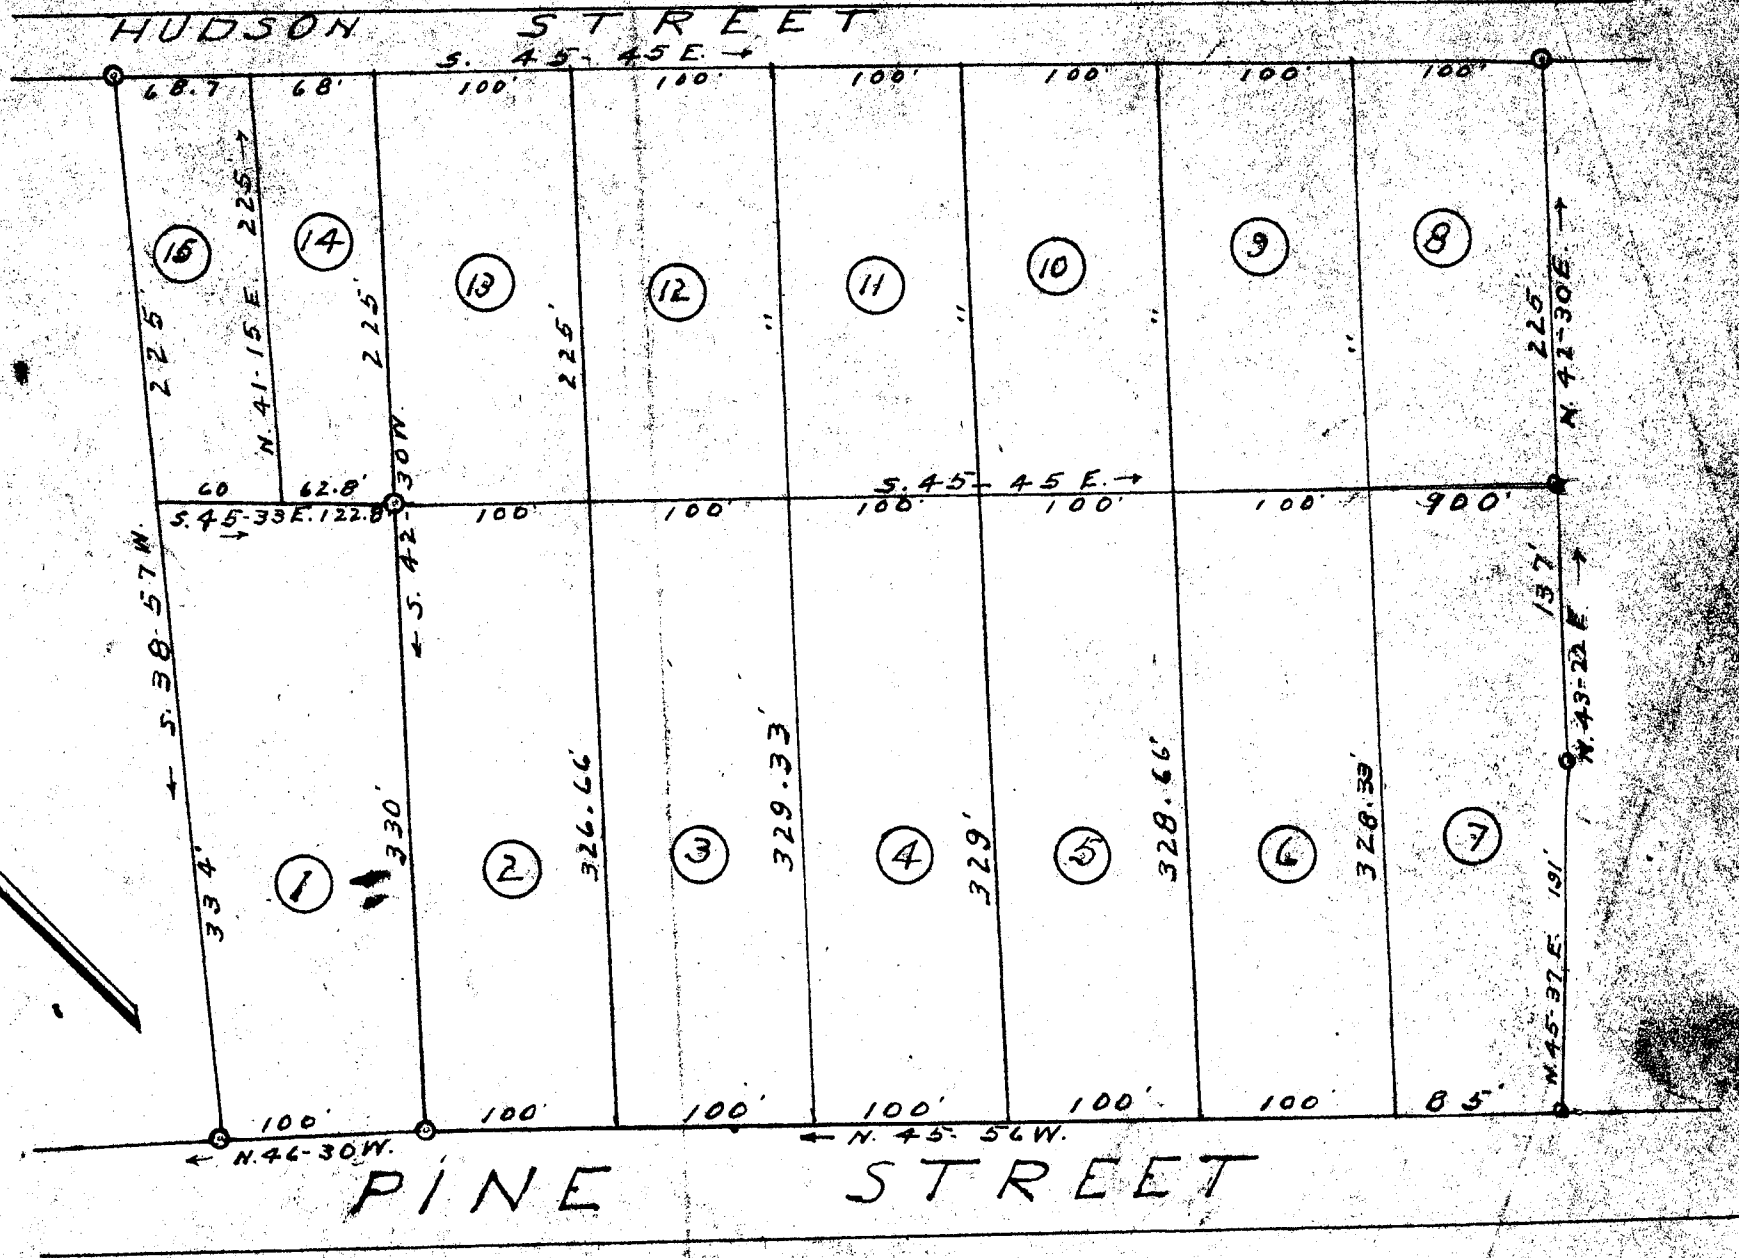 HUDSON STREET
S. 45-45 E. →
68.7 68' 100' 100' 100' 100' 100' 100'
15 14 13 12 11 10 9 8
225'
N. 41-15 E. 225 →
225'
225'
"
"
"
"
225'
N. 42-30 E. →
60 62.8'
S. 45-33 E. 122.8'
→
S. 45-45 E. →
100' 100' 100' 100' 100' 900'
← S. 38-57 W.
← S. 42-30 W.
137'
N. 43-22 E. →
334'
330'
326.66'
329.33'
329'
328.66'
328.33'
N. 45-37 E. 191'
1 2 3 4 5 6 7
100' 100' 100' 100' 100' 100 85'
← N. 46-30 W.
← N. 45-56 W.
PINE STREET